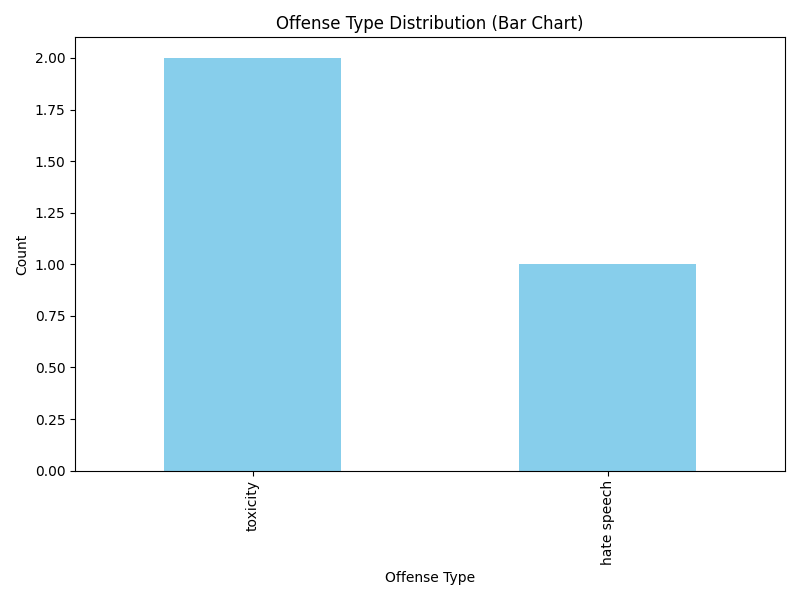 Offense Type Distribution (Bar Chart)
Count
2.00
1.75
1.50
1.25
1.00
0.75
0.50
0.25
0.00
toxicity
hate speech
Offense Type